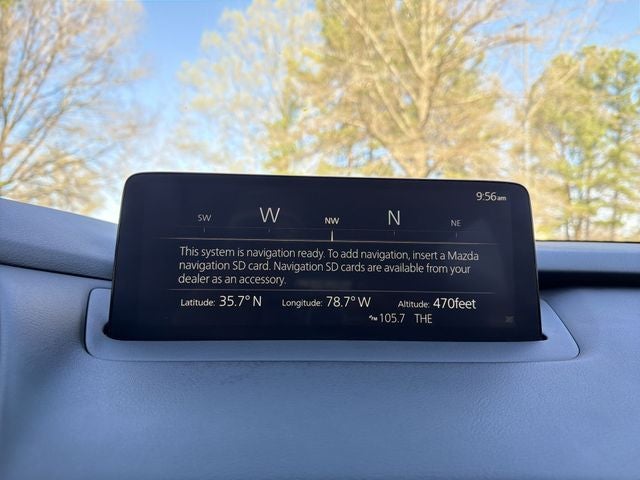 9:56am
SW W NW N NE
This system is navigation ready. To add navigation, insert a Mazda
navigation SD card. Navigation SD cards are available from your
dealer as an accessory.
Latitude: 35.7° N Longitude: 78.7° W Altitude: 470feet
FM 105.7 THE